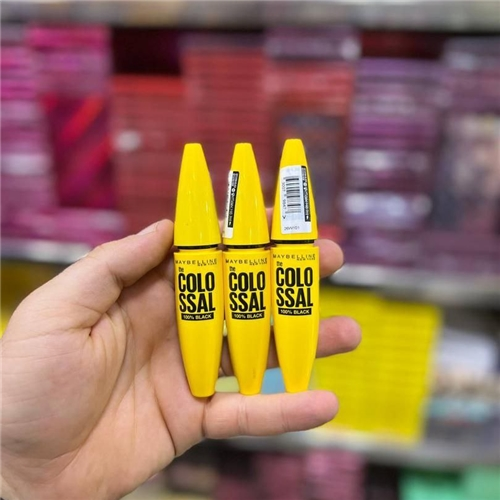 MAYBELLINE
NEW YORK
the
COLO
SSAL
100% BLACK
MAYBELLINE
NEW YORK
the
COLO
SSAL
100% BLACK
MAYBELLINE
NEW YORK
the
COLO
SSAL
100% BLACK